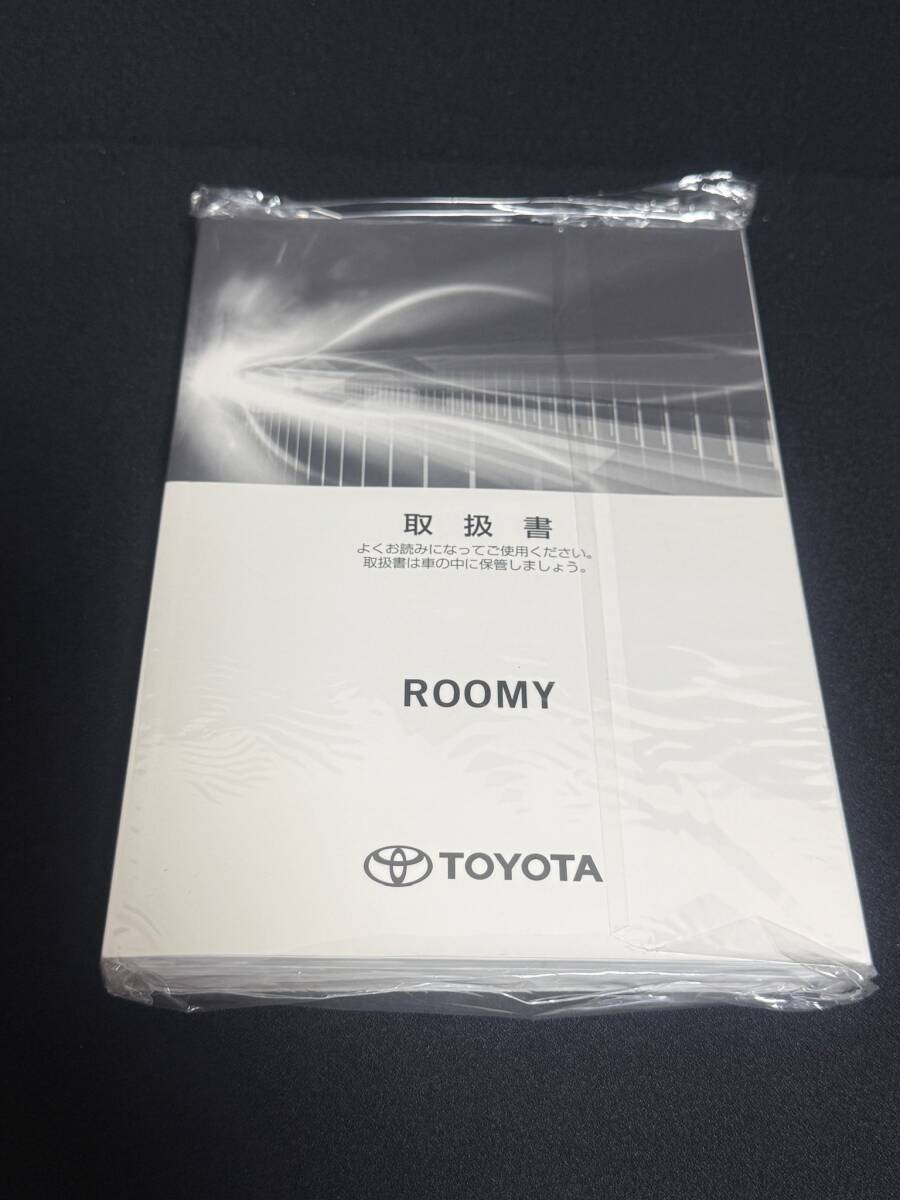 取扱書
よくお読みになってご使用ください。
取扱書は車の中に保管しましょう。
ROOMY
TOYOTA